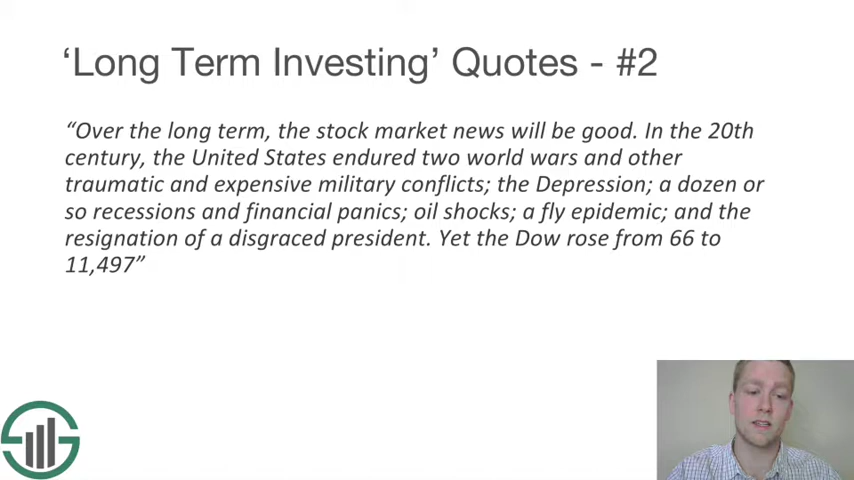 ‘Long Term Investing’ Quotes - #2
“Over the long term, the stock market news will be good. In the 20th
century, the United States endured two world wars and other
traumatic and expensive military conflicts; the Depression; a dozen or
so recessions and financial panics; oil shocks; a fly epidemic; and the
resignation of a disgraced president. Yet the Dow rose from 66 to
11,497”